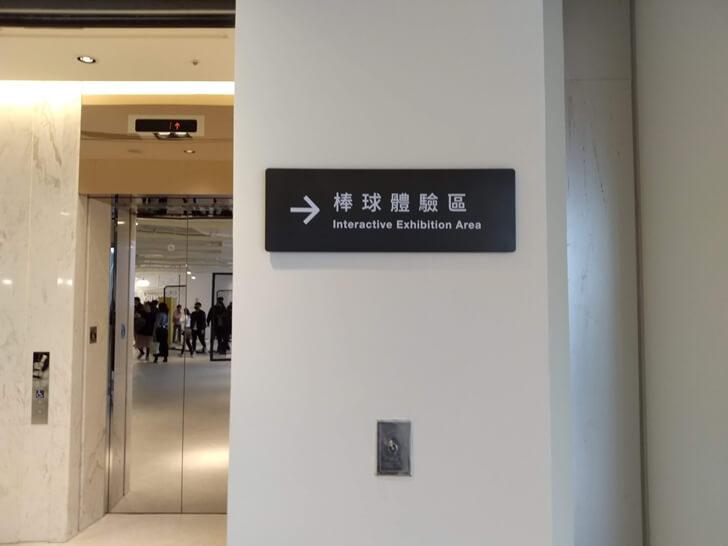 → 棒球體驗區
Interactive Exhibition Area